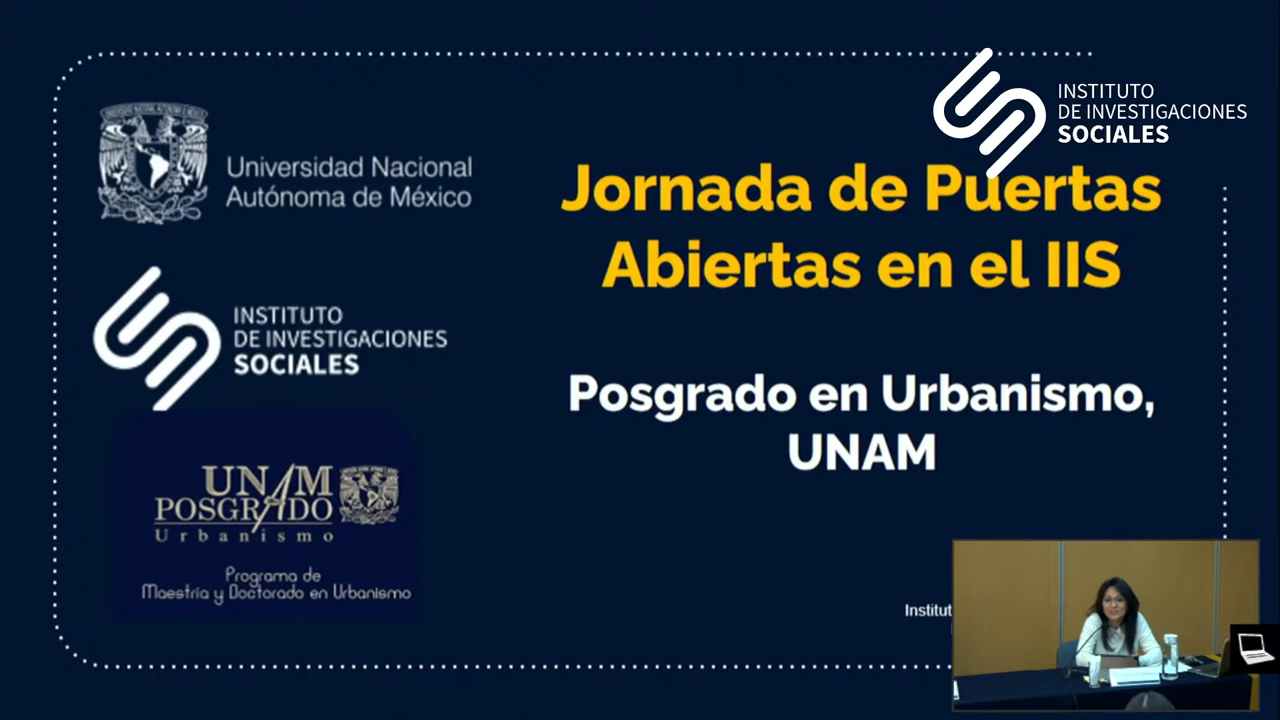 Universidad Nacional
Autónoma de México
INSTITUTO
DE INVESTIGACIONES
SOCIALES
UNAM
POSGRADO
Urbanismo
Programa de
Maestría y Doctorado en Urbanismo
INSTITUTO
DE INVESTIGACIONES
SOCIALES
Jornada de Puertas
Abiertas en el IIS
Posgrado en Urbanismo,
UNAM